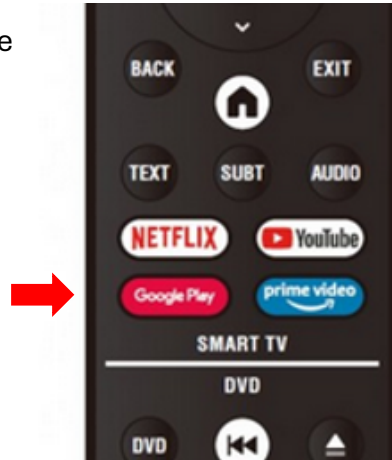 e
BACK EXIT
TEXT SUBT AUDIO
NETFLIX YouTube
Google Play prime video
SMART TV
DVD
DVD